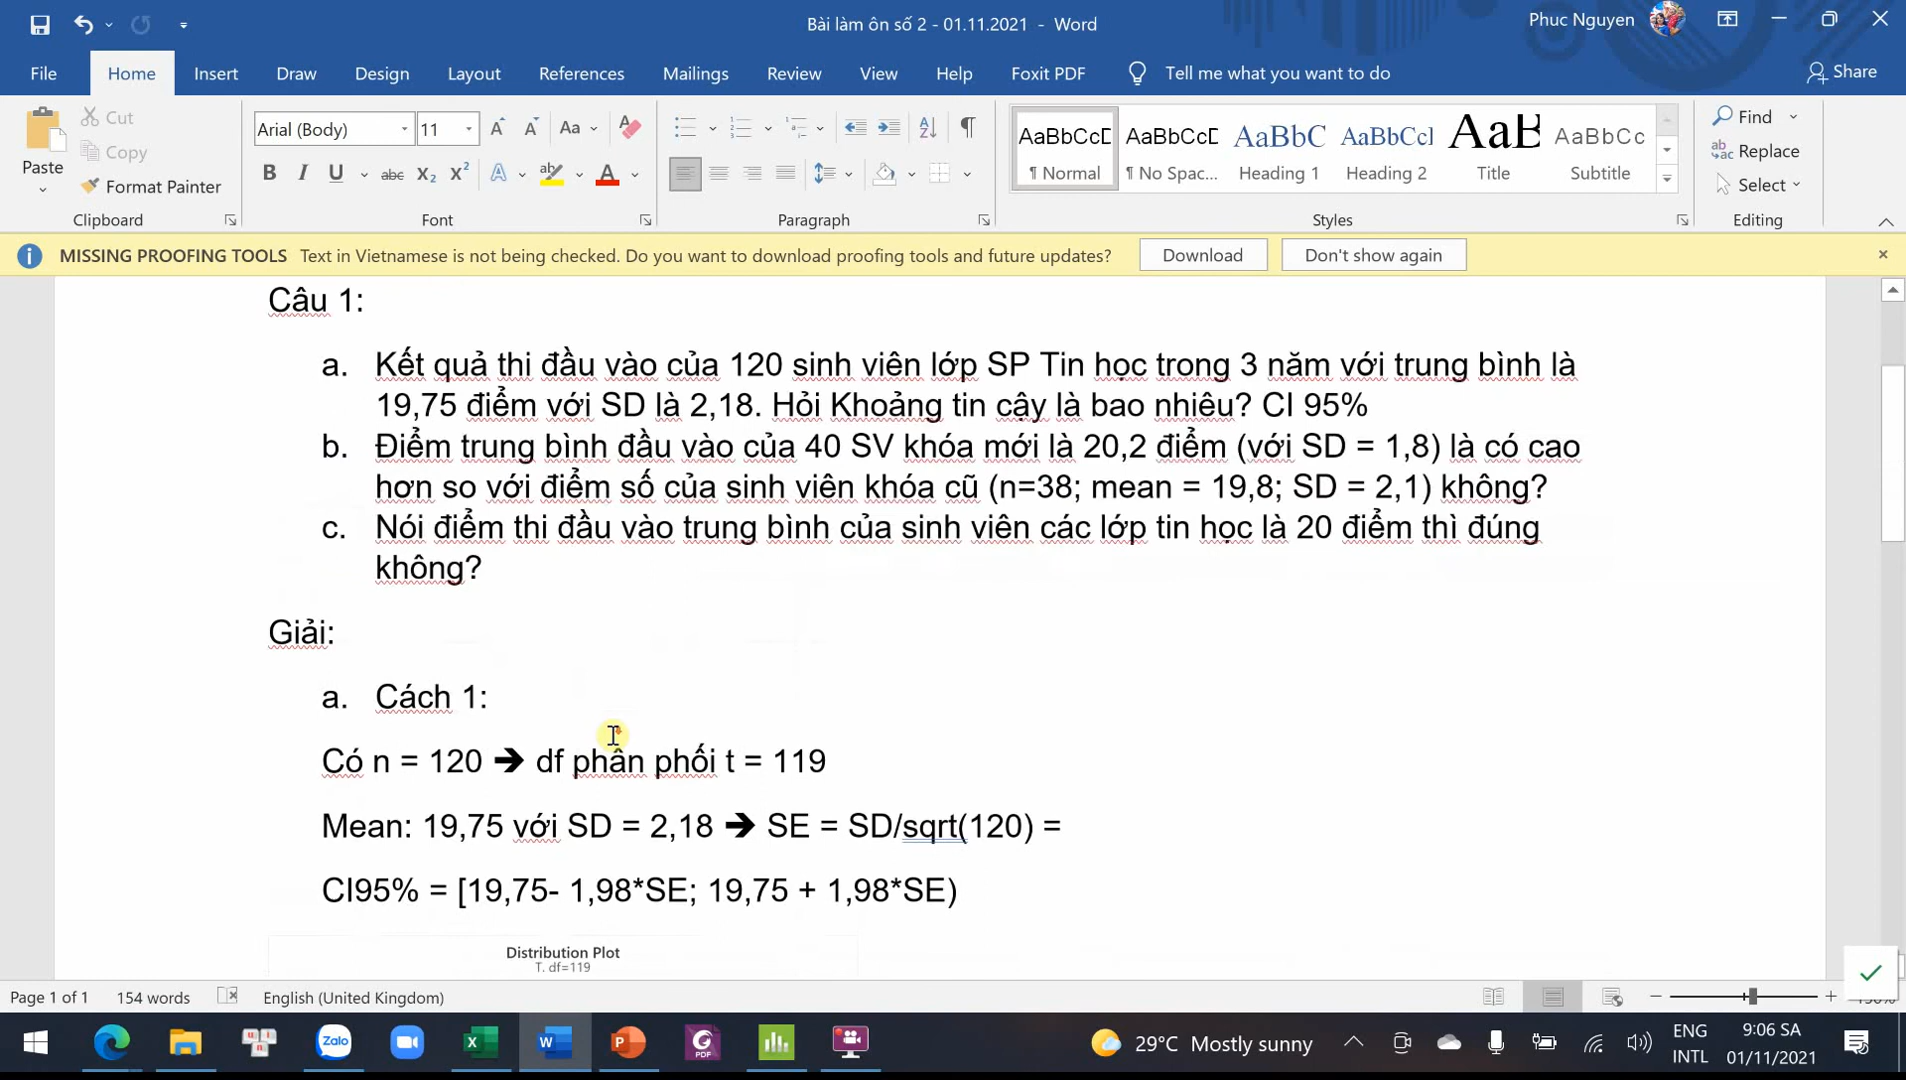 Bài làm ôn số 2 - 01.11.2021 - Word
Phuc Nguyen
File Home Insert Draw Design Layout References Mailings Review View Help Foxit PDF Tell me what you want to do Share
Paste
Cut
Copy
Format Painter
Clipboard
Arial (Body) 11
Font
Paragraph
AaBbCcD AaBbCcD AaBbC AaBbCcl AaB AaBbCc
¶ Normal ¶ No Spac... Heading 1 Heading 2 Title Subtitle
Styles
Find
Replace
Select
Editing
MISSING PROOFING TOOLS Text in Vietnamese is not being checked. Do you want to download proofing tools and future updates? Download Don't show again
Câu 1:
a. Kết quả thi đầu vào của 120 sinh viên lớp SP Tin học trong 3 năm với trung bình là
19,75 điểm với SD là 2,18. Hỏi Khoảng tin cậy là bao nhiêu? CI 95%
b. Điểm trung bình đầu vào của 40 SV khóa mới là 20,2 điểm (với SD = 1,8) là có cao
hơn so với điểm số của sinh viên khóa cũ (n=38; mean = 19,8; SD = 2,1) không?
c. Nói điểm thi đầu vào trung bình của sinh viên các lớp tin học là 20 điểm thì đúng
không?
Giải:
a. Cách 1:
Có n = 120 ➔ df phân phối t = 119
Mean: 19,75 với SD = 2,18 ➔ SE = SD/sqrt(120) =
CI95% = [19,75- 1,98*SE; 19,75 + 1,98*SE)
Distribution Plot
T. df=119
Page 1 of 1 154 words English (United Kingdom)
Zalo
29°C Mostly sunny
ENG
INTL
9:06 SA
01/11/2021